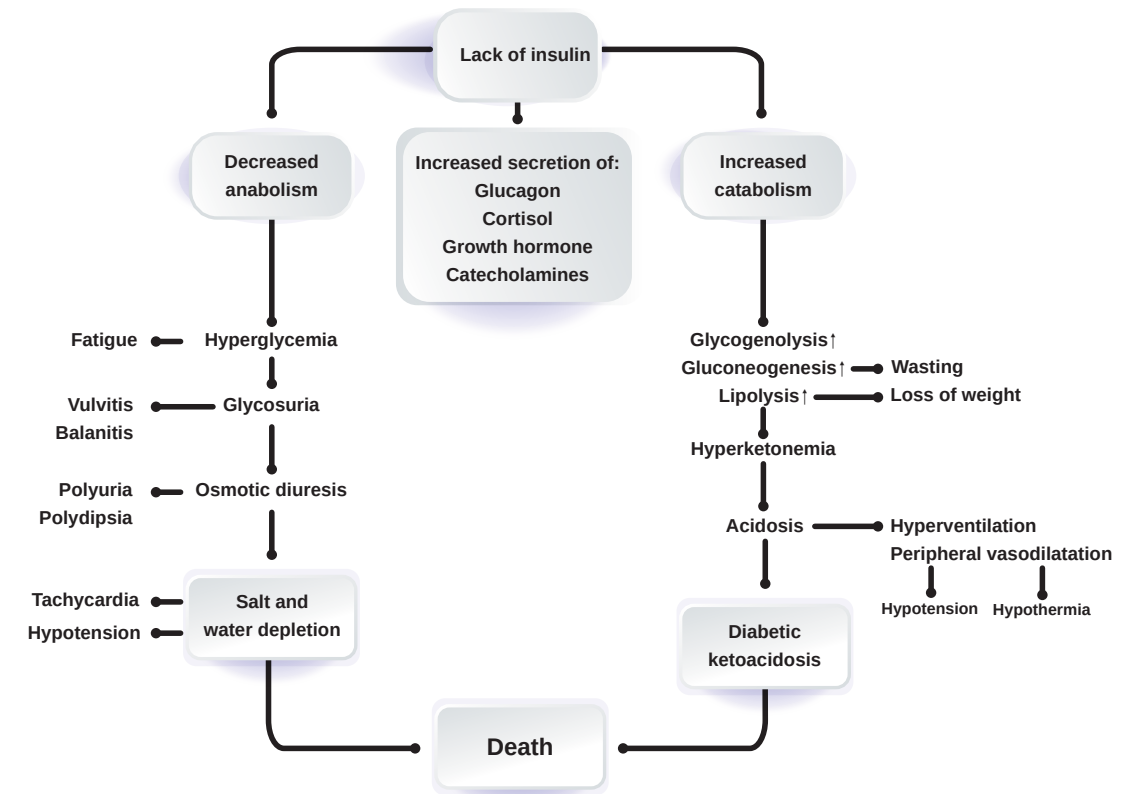 Lack of insulin
Decreased
anabolism
Increased secretion of:
Glucagon
Cortisol
Growth hormone
Catecholamines
Increased
catabolism
Fatigue
Hyperglycemia
Vulvitis
Balanitis
Glycosuria
Polyuria
Polydipsia
Osmotic diuresis
Tachycardia
Hypotension
Salt and
water depletion
Glycogenolysis↑
Gluconeogenesis↑
Wasting
Lipolysis↑
Loss of weight
Hyperketonemia
Acidosis
Hyperventilation
Peripheral vasodilatation
Hypotension
Hypothermia
Diabetic
ketoacidosis
Death